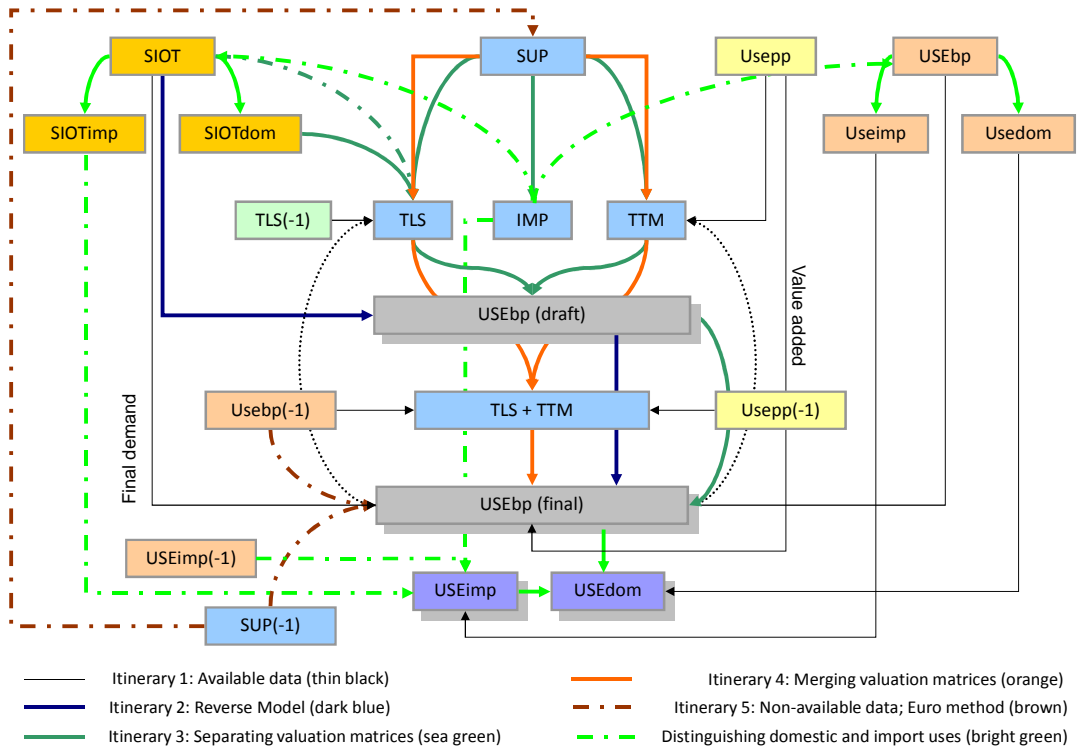 SIOT
SUP
Usepp
USEbp
SIOTimp
SIOTdom
Useimp
Usedom
TLS(-1)
TLS
IMP
TTM
Value added
USEbp (draft)
Usebp(-1)
TLS + TTM
Usepp(-1)
Final demand
USEbp (final)
USEimp(-1)
USEimp
USEdom
SUP(-1)
Itinerary 1: Available data (thin black)
Itinerary 4: Merging valuation matrices (orange)
Itinerary 2: Reverse Model (dark blue)
Itinerary 5: Non-available data; Euro method (brown)
Itinerary 3: Separating valuation matrices (sea green)
Distinguishing domestic and import uses (bright green)